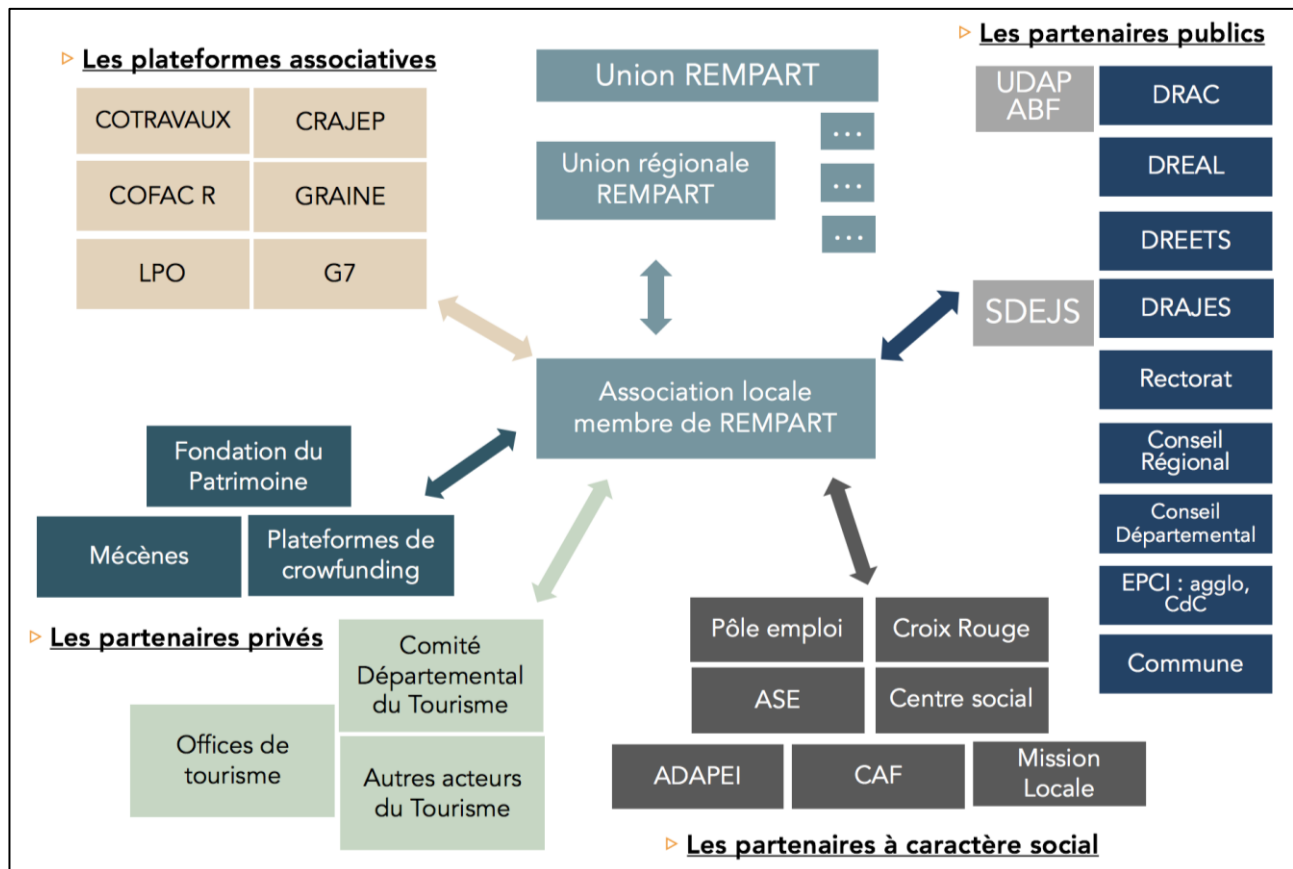 Les plateformes associatives
COTRAVAUX
CRAJEP
COFAC R
GRAINE
LPO
G7
Union REMPART
Union régionale
REMPART
...
...
...
Les partenaires publics
UDAP
ABF
DRAC
DREAL
DREETS
SDEJS
DRAJES
Rectorat
Conseil
Régional
Conseil
Départemental
EPCI : agglo,
CdC
Commune
Association locale
membre de REMPART
Fondation du
Patrimoine
Mécènes
Plateformes de
crowfunding
Les partenaires privés
Comité
Départemental
du Tourisme
Offices de
tourisme
Autres acteurs
du Tourisme
Pôle emploi
Croix Rouge
ASE
Centre social
ADAPEI
CAF
Mission
Locale
Les partenaires à caractère social